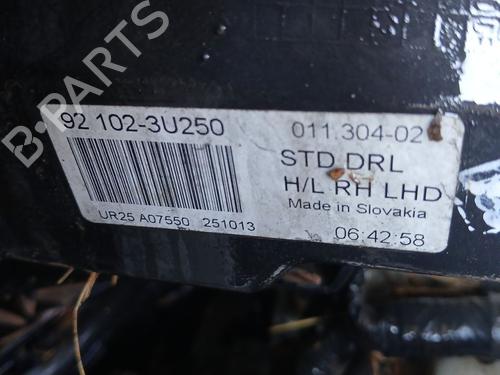 B-PARTS
92 102-3U250
011.304-02
STD DRL
H/L RH LHD
Made in Slovakia
UR25 A07550 251013
06:42:58